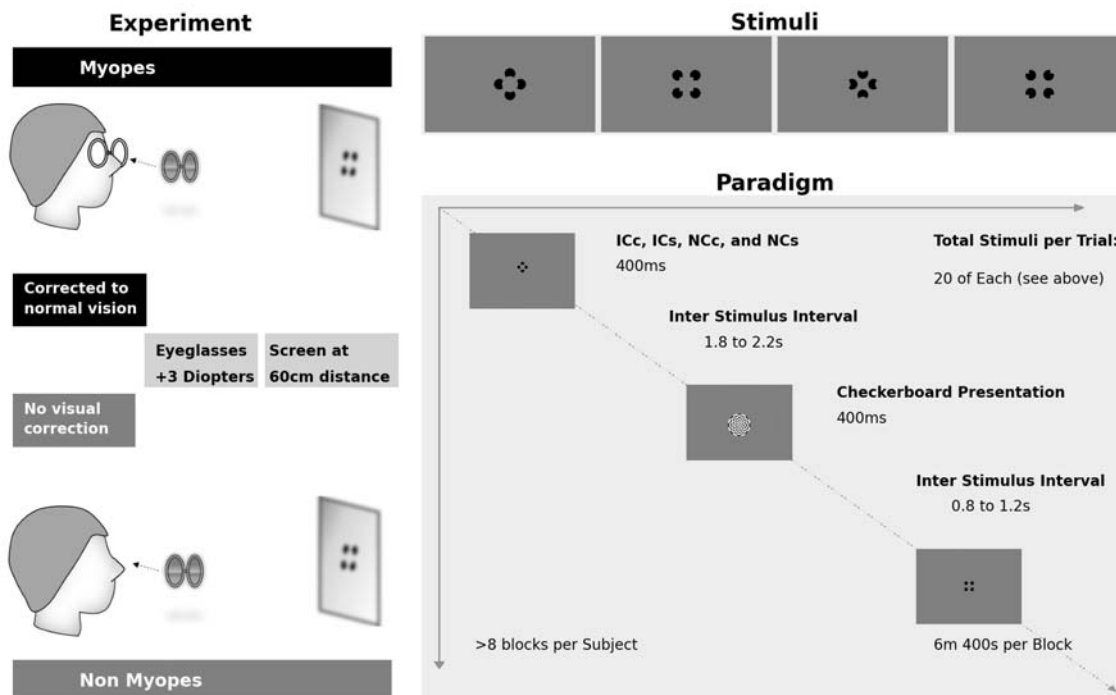 Experiment
Myopes
Corrected to
normal vision
Eyeglasses
+3 Diopters
Screen at
60cm distance
No visual
correction
Non Myopes
Stimuli
Paradigm
ICc, ICs, NCc, and NCs
400ms
Total Stimuli per Trial:
20 of Each (see above)
Inter Stimulus Interval
1.8 to 2.2s
Checkerboard Presentation
400ms
Inter Stimulus Interval
0.8 to 1.2s
>8 blocks per Subject
6m 400s per Block